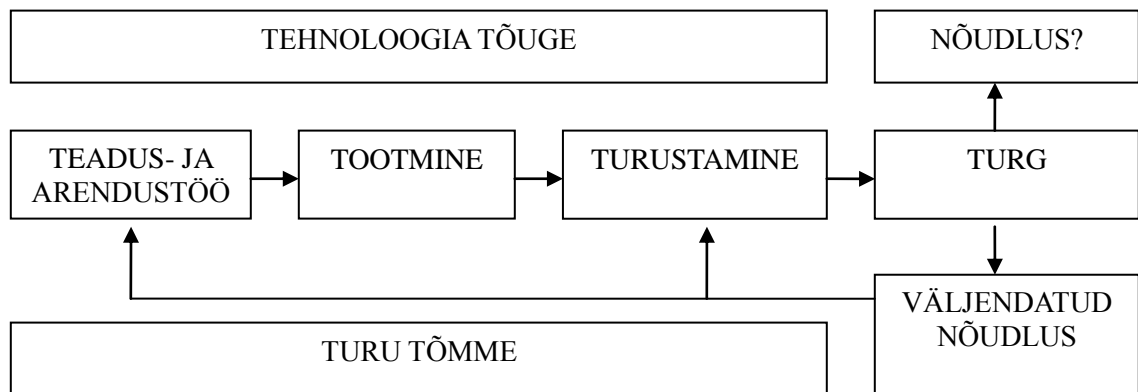 TEHNOLOOGIA TÕUGE
NÕUDLUS?
TEADUS- JA
ARENDUSTÖÖ
TOOTMINE
TURUSTAMINE
TURG
VÄLJENDATUD
NÕUDLUS
TURU TÕMME